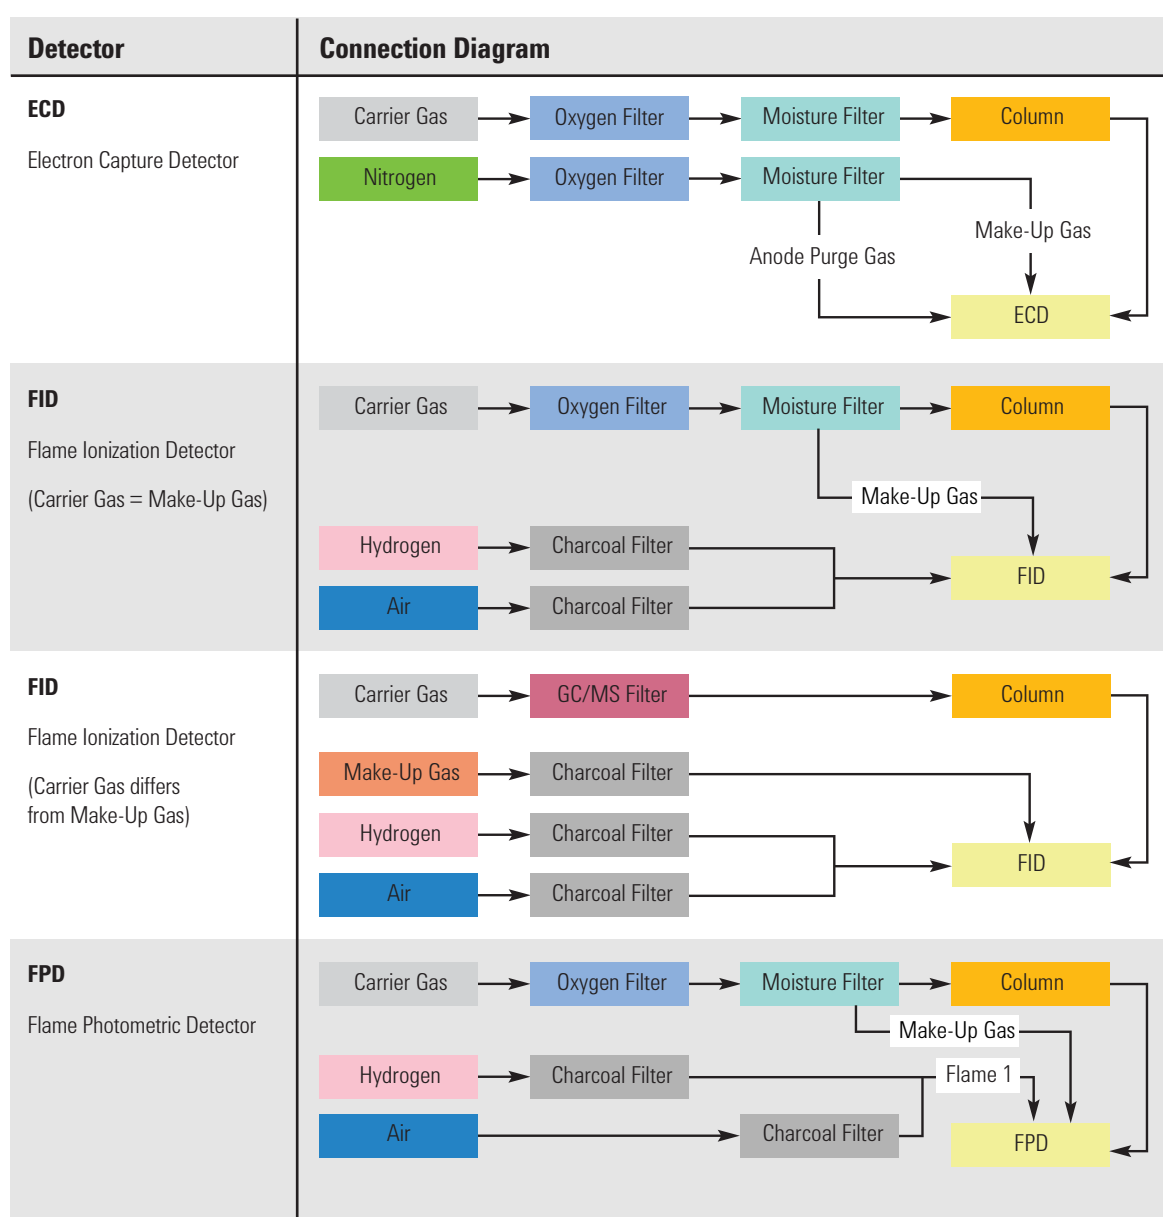 Detector
Connection Diagram
ECD
Electron Capture Detector
Carrier Gas
Oxygen Filter
Moisture Filter
Column
Nitrogen
Oxygen Filter
Moisture Filter
Make-Up Gas
Anode Purge Gas
ECD
FID
Flame Ionization Detector
(Carrier Gas = Make-Up Gas)
Carrier Gas
Oxygen Filter
Moisture Filter
Column
Make-Up Gas
Hydrogen
Charcoal Filter
FID
Air
Charcoal Filter
FID
Flame Ionization Detector
(Carrier Gas differs
from Make-Up Gas)
Carrier Gas
GC/MS Filter
Column
Make-Up Gas
Charcoal Filter
Hydrogen
Charcoal Filter
FID
Air
Charcoal Filter
FPD
Flame Photometric Detector
Carrier Gas
Oxygen Filter
Moisture Filter
Column
Make-Up Gas
Hydrogen
Charcoal Filter
Flame 1
Air
Charcoal Filter
FPD